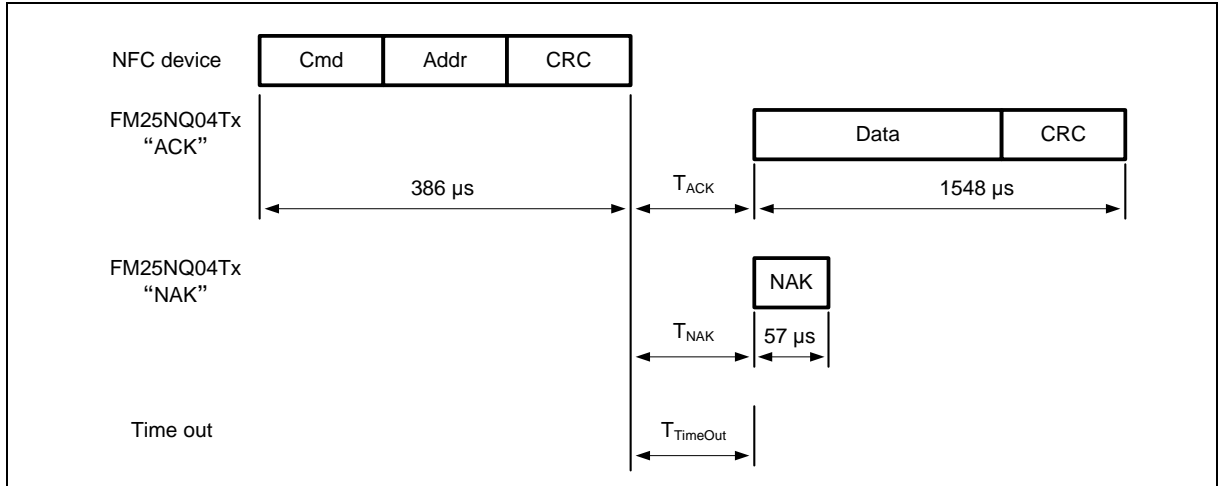 NFC device
Cmd Addr CRC
FM25NQ04Tx
“ACK”
Data CRC
386 µs
TACK
1548 µs
FM25NQ04Tx
“NAK”
NAK
TNAK
57 µs
Time out
TTimeOut